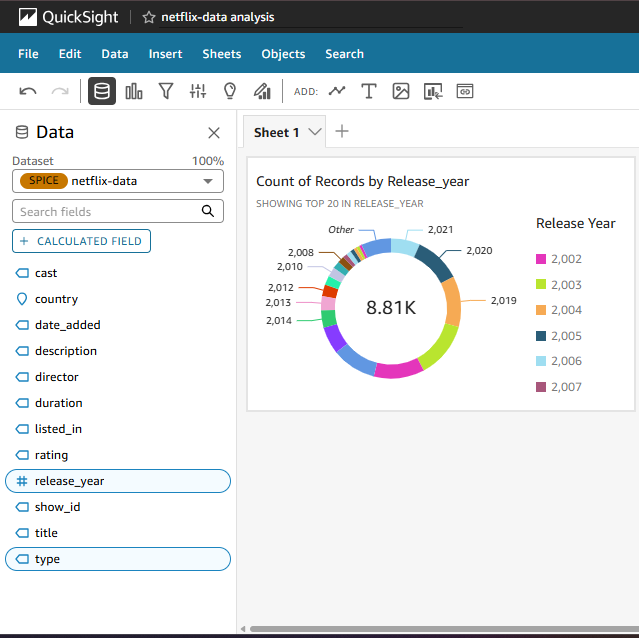 QuickSight netflix-data analysis
File Edit Data Insert Sheets Objects Search
ADD:
Data
Dataset 100%
SPICE netflix-data
Search fields
+ CALCULATED FIELD
cast
country
date_added
description
director
duration
listed_in
rating
release_year
show_id
title
type
Sheet 1
Count of Records by Release_year
SHOWING TOP 20 IN RELEASE_YEAR
Other
2,021
2,020
2,019
2,008
2,010
2,012
2,013
2,014
8.81K
Release Year
2,002
2,003
2,004
2,005
2,006
2,007